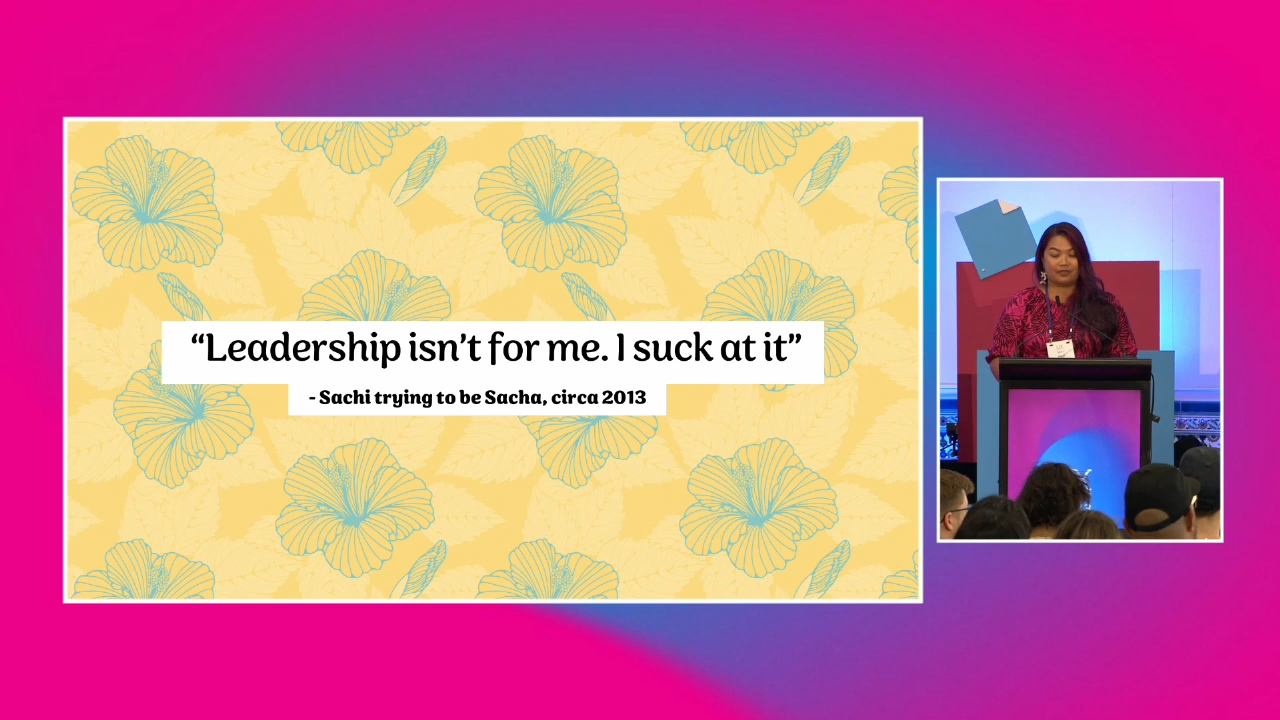 “Leadership isn’t for me. I suck at it”
- Sachi trying to be Sacha, circa 2013